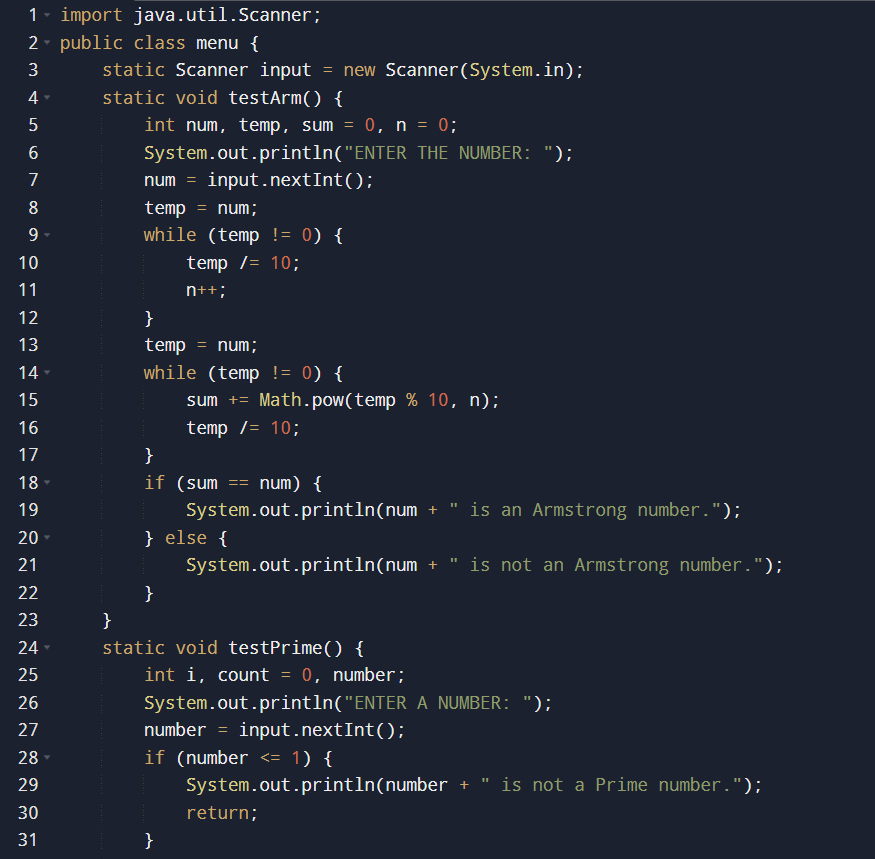 1 import java.util.Scanner;
2 public class menu {
3     static Scanner input = new Scanner(System.in);
4     static void testArm() {
5         int num, temp, sum = 0, n = 0;
6         System.out.println("ENTER THE NUMBER: ");
7         num = input.nextInt();
8         temp = num;
9         while (temp != 0) {
10             temp /= 10;
11             n++;
12         }
13         temp = num;
14         while (temp != 0) {
15             sum += Math.pow(temp % 10, n);
16             temp /= 10;
17         }
18         if (sum == num) {
19             System.out.println(num + " is an Armstrong number.");
20         } else {
21             System.out.println(num + " is not an Armstrong number.");
22         }
23     }
24     static void testPrime() {
25         int i, count = 0, number;
26         System.out.println("ENTER A NUMBER: ");
27         number = input.nextInt();
28         if (number <= 1) {
29             System.out.println(number + " is not a Prime number.");
30             return;
31         }